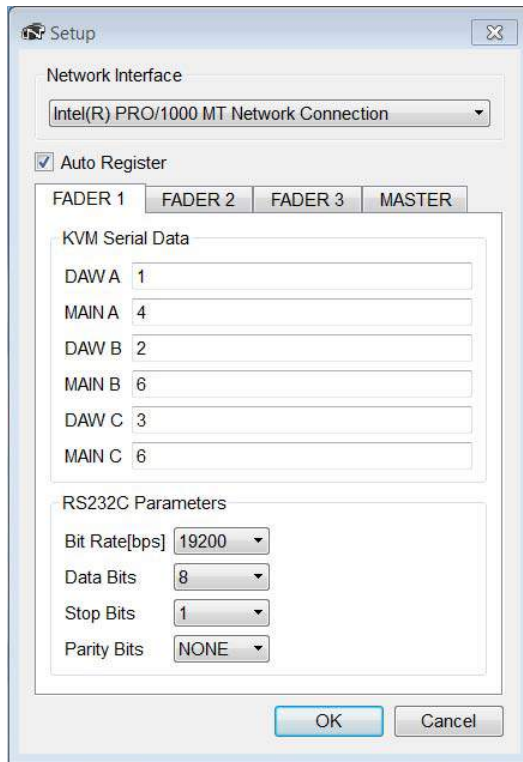 Setup
Network Interface
Intel(R) PRO/1000 MT Network Connection
Auto Register
FADER 1 FADER 2 FADER 3 MASTER
KVM Serial Data
DAW A 1
MAIN A 4
DAW B 2
MAIN B 6
DAW C 3
MAIN C 6
RS232C Parameters
Bit Rate[bps] 19200
Data Bits 8
Stop Bits 1
Parity Bits NONE
OK Cancel